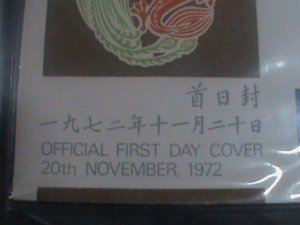 首日封
一九七二年十一月二十日
OFFICIAL FIRST DAY COVER
20th NOVEMBER, 1972